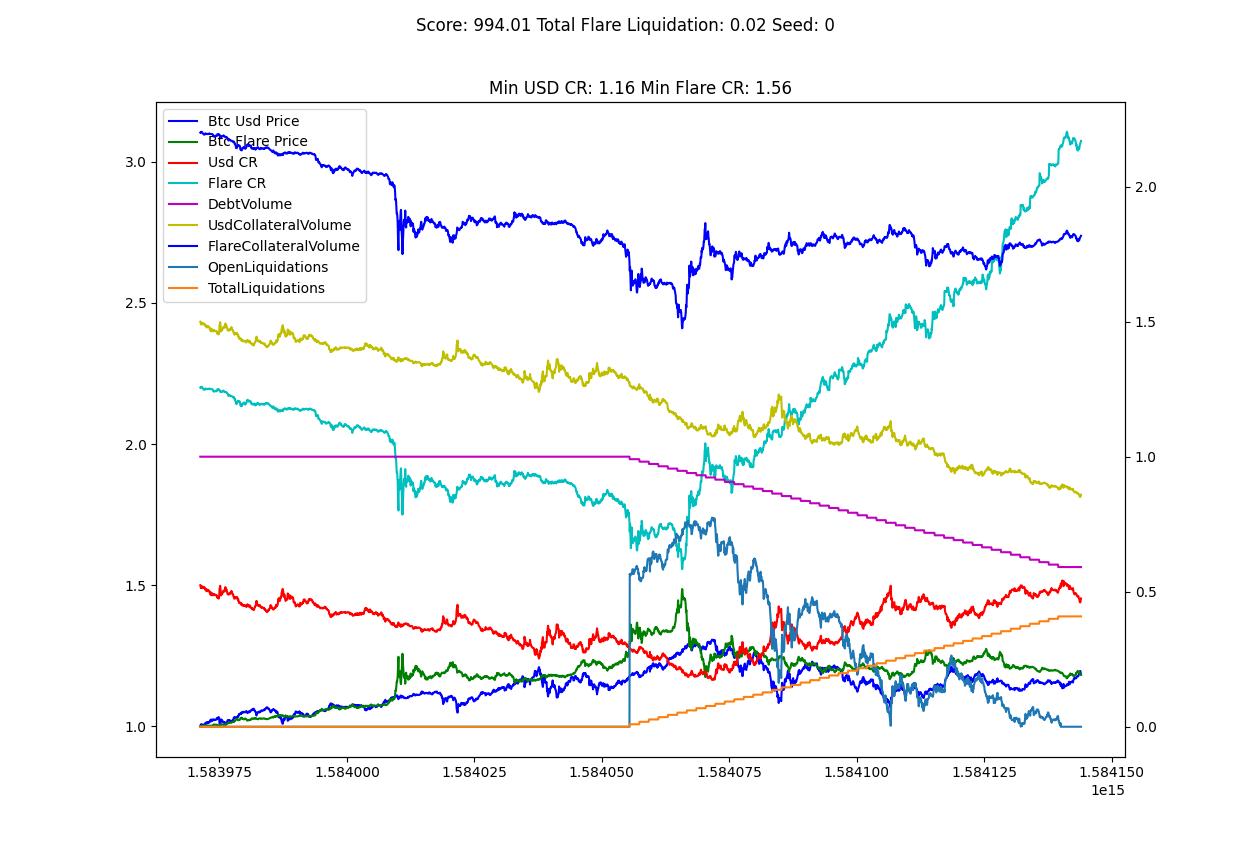 Score: 994.01 Total Flare Liquidation: 0.02 Seed: 0
Min USD CR: 1.16 Min Flare CR: 1.56
Btc Usd Price
Btc Flare Price
Usd CR
Flare CR
DebtVolume
UsdCollateralVolume
FlareCollateralVolume
OpenLiquidations
TotalLiquidations
3.0
2.5
2.0
1.5
1.0
2.0
1.5
1.0
0.5
0.0
1.583975 1.584000 1.584025 1.584050 1.584075 1.584100 1.584125 1.584150
1e15